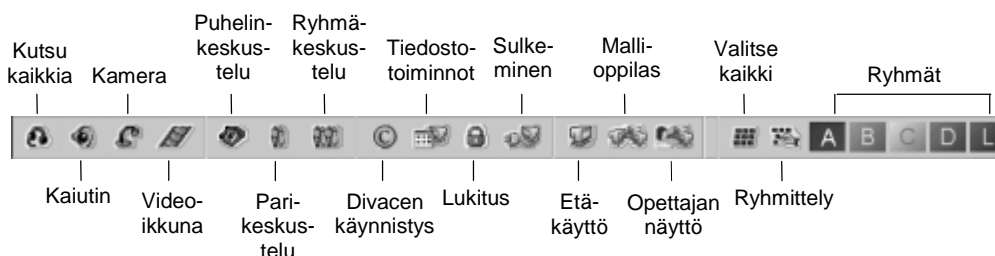 Kutsu
kaikkia
Kamera
Puhelin-
keskus-
telu
Ryhmä-
keskus-
telu
Tiedosto-
toiminnot
Sulke-
minen
Malli-
oppilas
Valitse
kaikki
Ryhmät
©
A B C D L
Kaiutin
Video-
ikkuna
Pari-
keskus-
telu
Divacen
käynnistys
Lukitus
Etä-
käyttö
Opettajan
näyttö
Ryhmittely